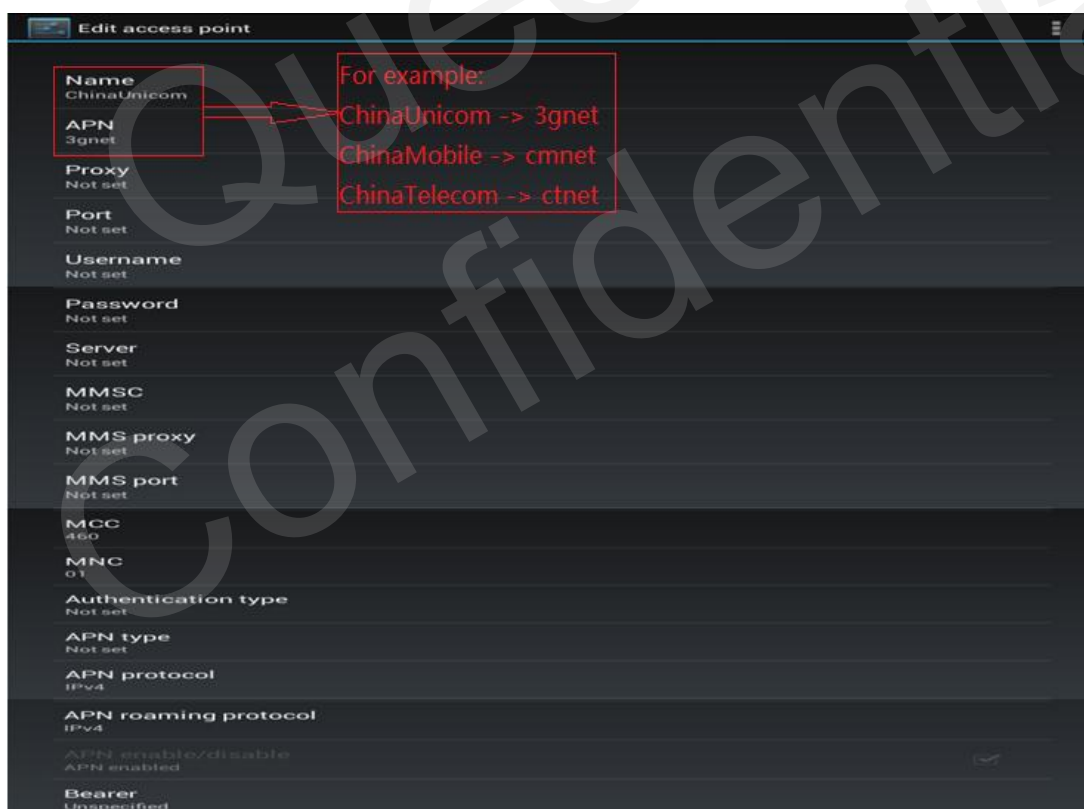 Edit access point
Name
ChinaUnicom
APN
3gnet
For example:
ChinaUnicom -> 3gnet
ChinaMobile -> cmnet
ChinaTelecom -> ctnet
Proxy
Not set
Port
Not set
Username
Not set
Password
Not set
Server
Not set
MMSC
Not set
MMS proxy
Not set
MMS port
Not set
MCC
460
MNC
01
Authentication type
Not set
APN type
Not set
APN protocol
IPv4
APN roaming protocol
IPv4
APN enable/disable
APN enabled
Bearer
Unspecified